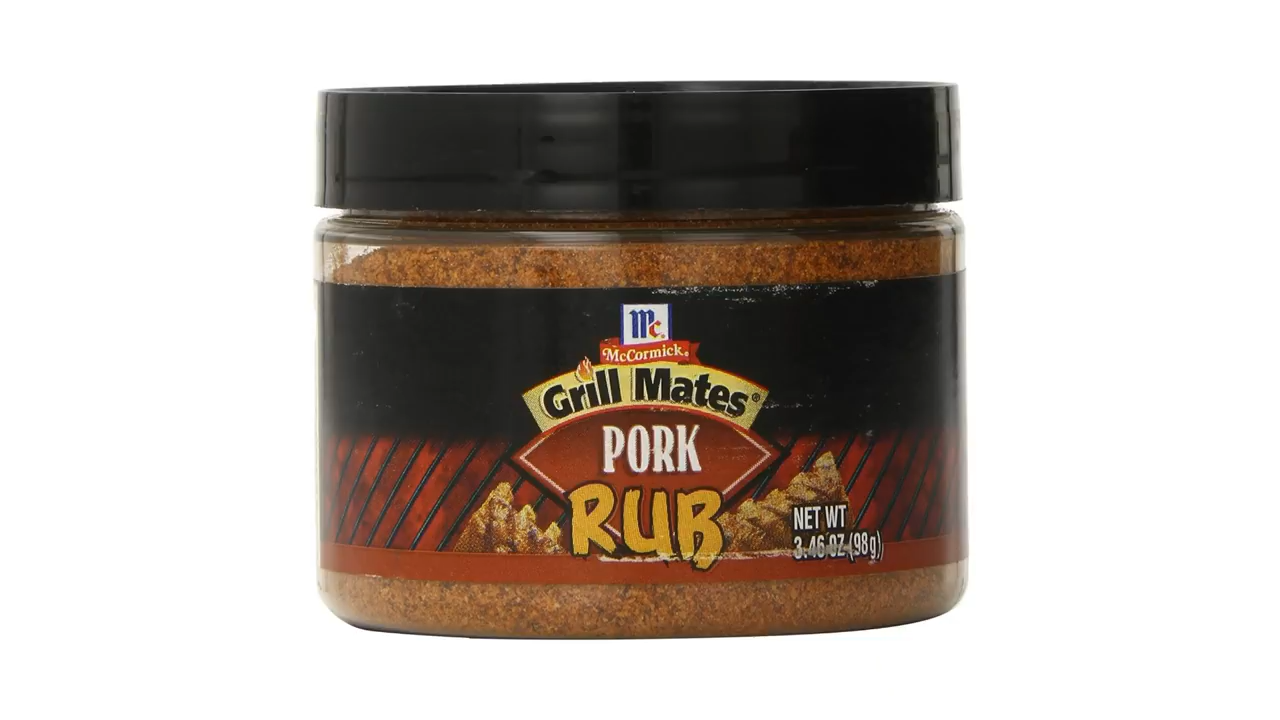 Mc
McCormick®
Grill Mates®
PORK
RUB
NET WT
3.46 OZ (98g)